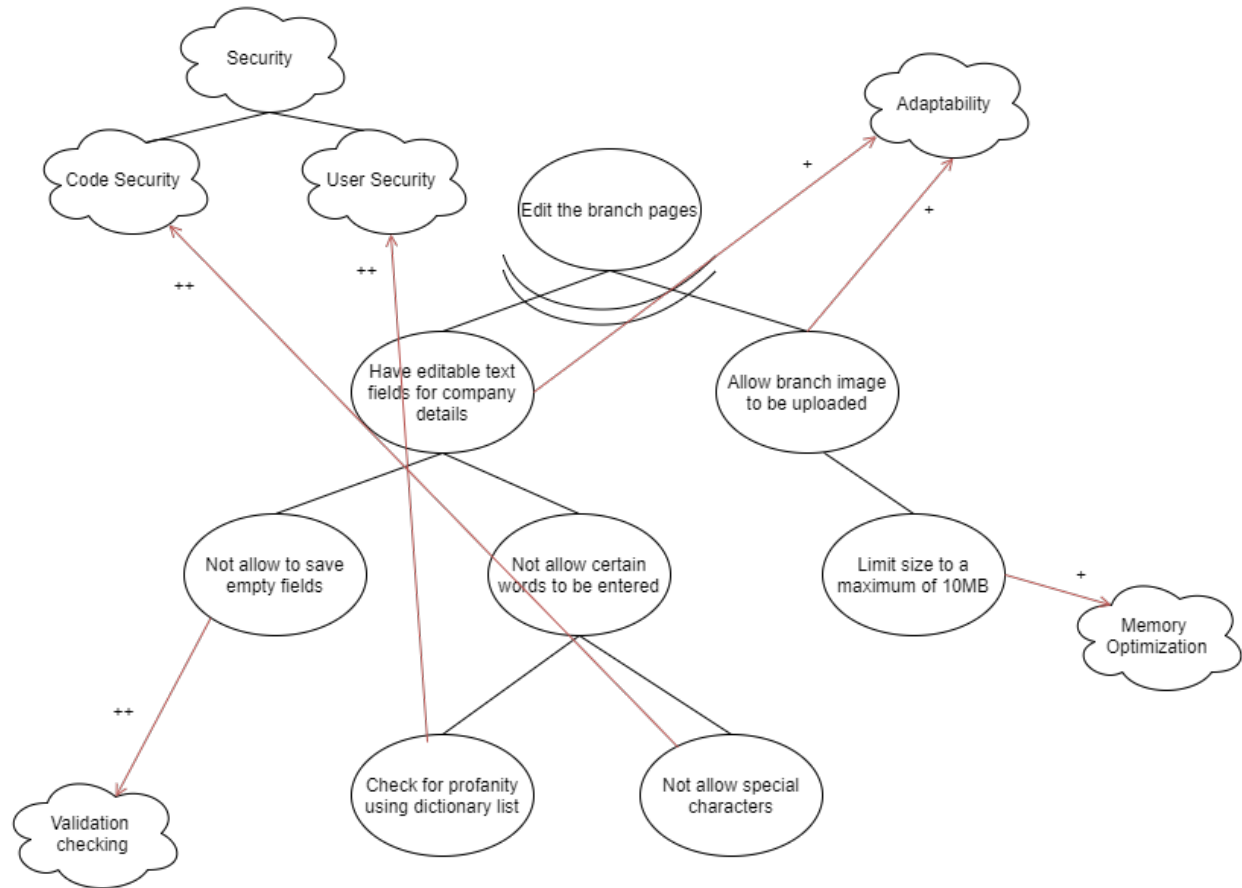 Security
Adaptability
Code Security
User Security
+
Edit the branch pages
+
++
++
Have editable text
fields for company
details
Allow branch image
to be uploaded
Not allow to save
empty fields
Not allow certain
words to be entered
Limit size to a
maximum of 10MB
+
Memory
Optimization
++
Check for profanity
using dictionary list
Not allow special
characters
Validation
checking